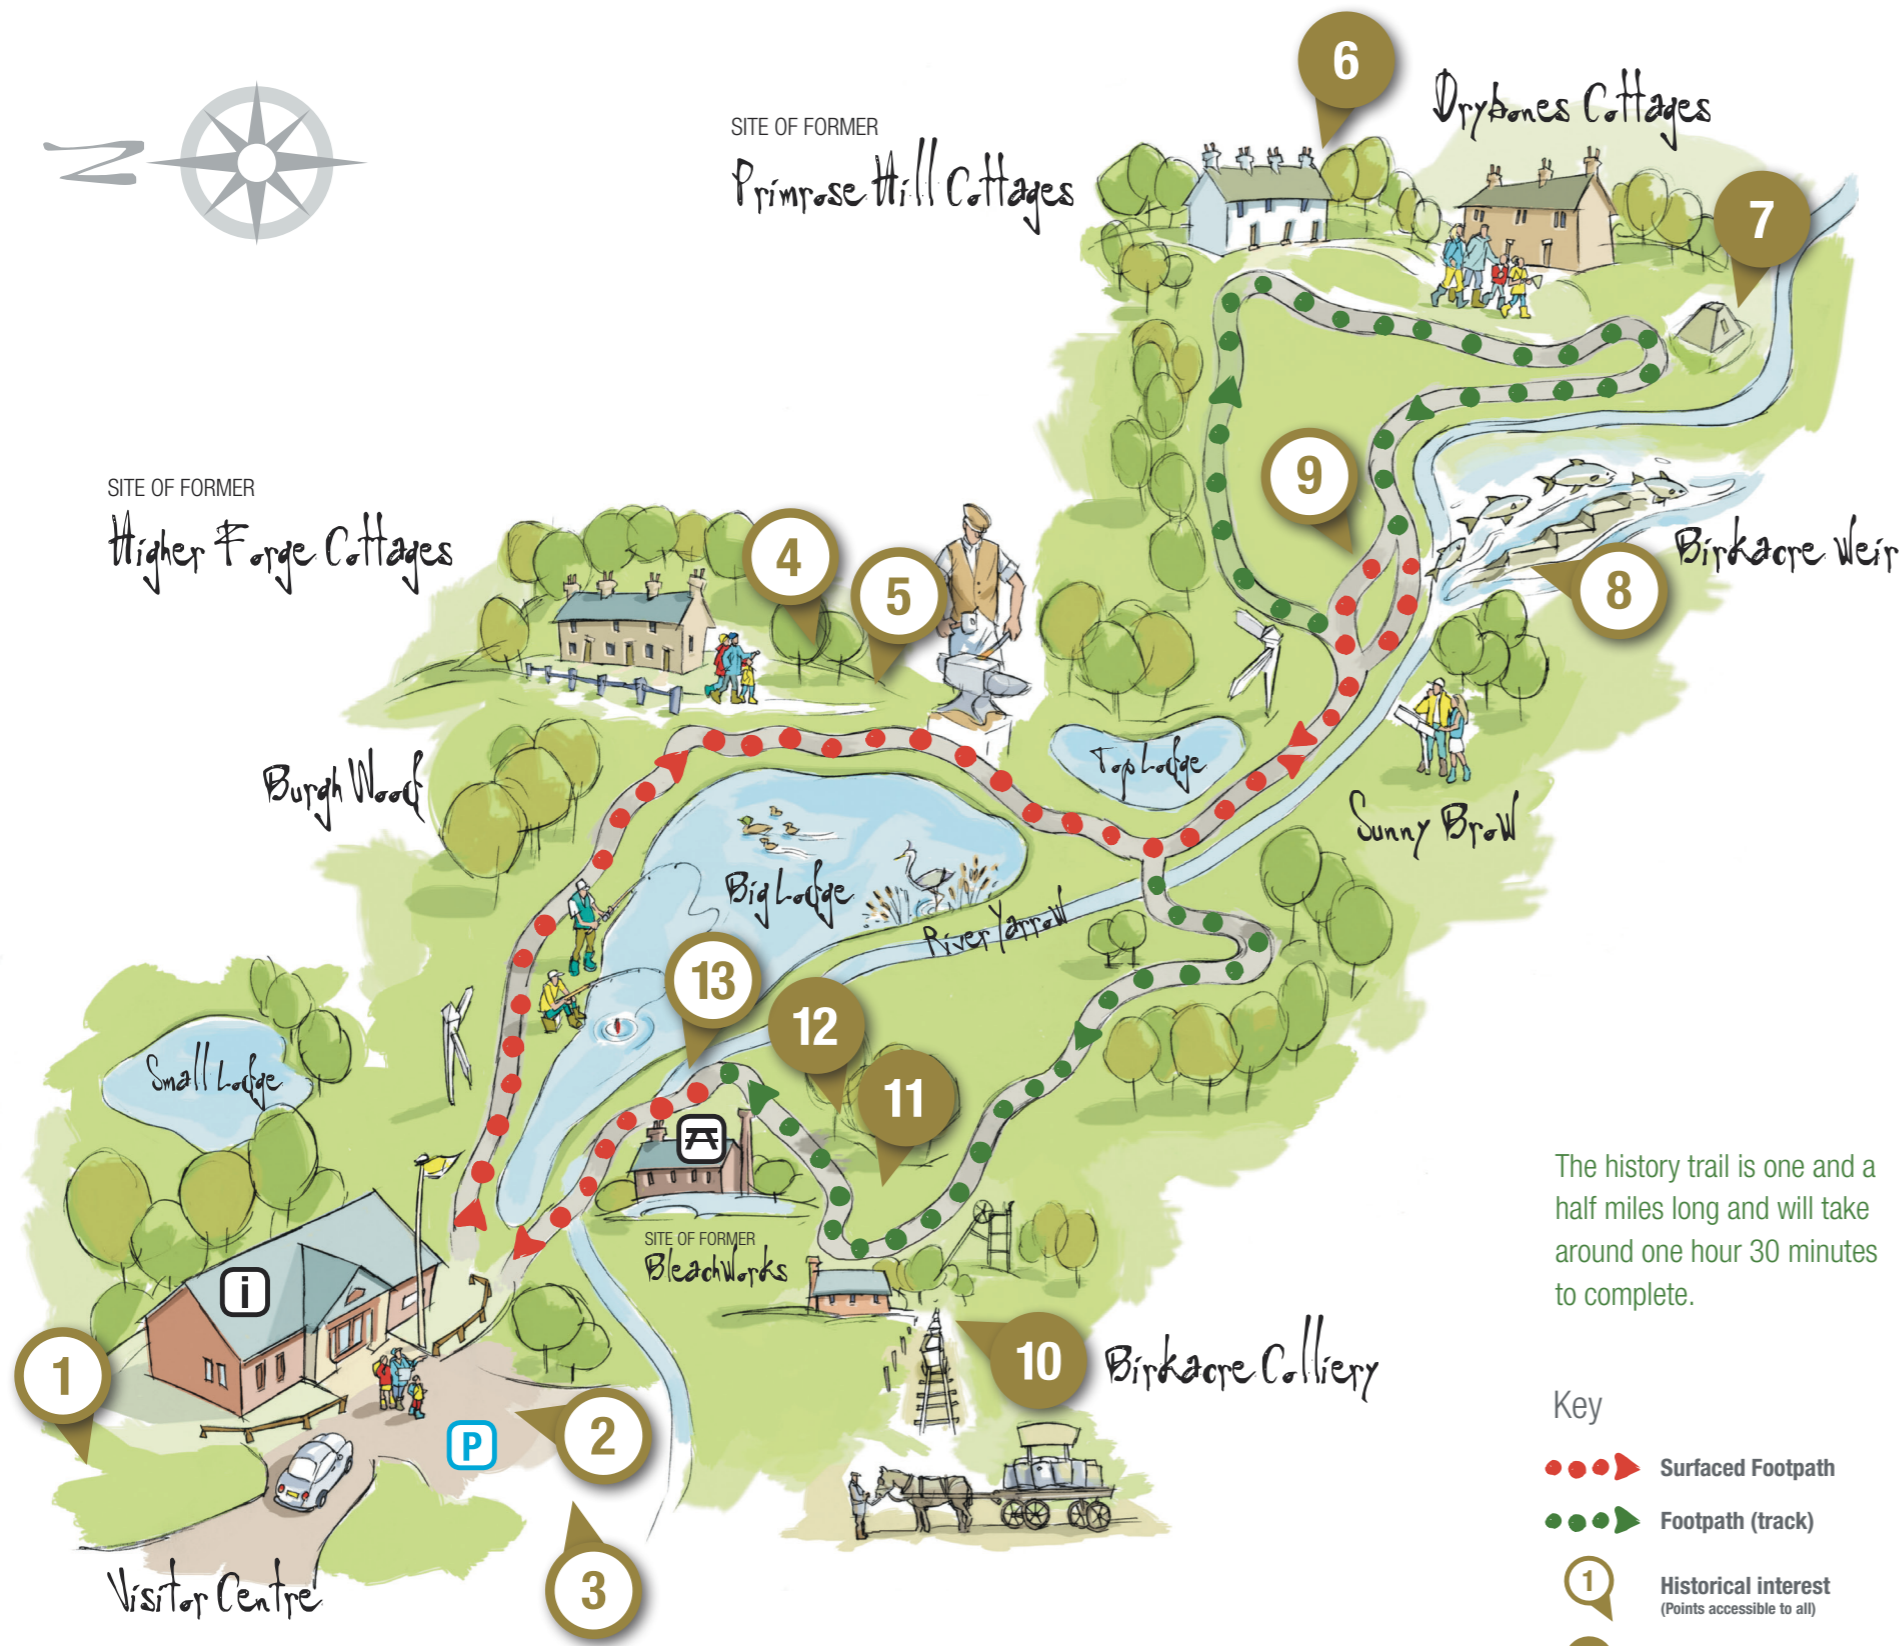 6
Drybones Cottages
SITE OF FORMER
Primrose Hill Cottages
7
N
9
SITE OF FORMER
Higher Forge Cottages
4
5
Birkacre Weir
8
Burgh Wood
Top Lodge
Sunny Brow
Big Lodge
River Yarrow
13
12
11
Small Lodge
The history trail is one and a
half miles long and will take
around one hour 30 minutes
to complete.
SITE OF FORMER
Bleachworks
i
1
10
Birkacre Colliery
2
P
3
Visitor Centre
Key
Surfaced Footpath
Footpath (track)
1
Historical interest
(Points accessible to all)